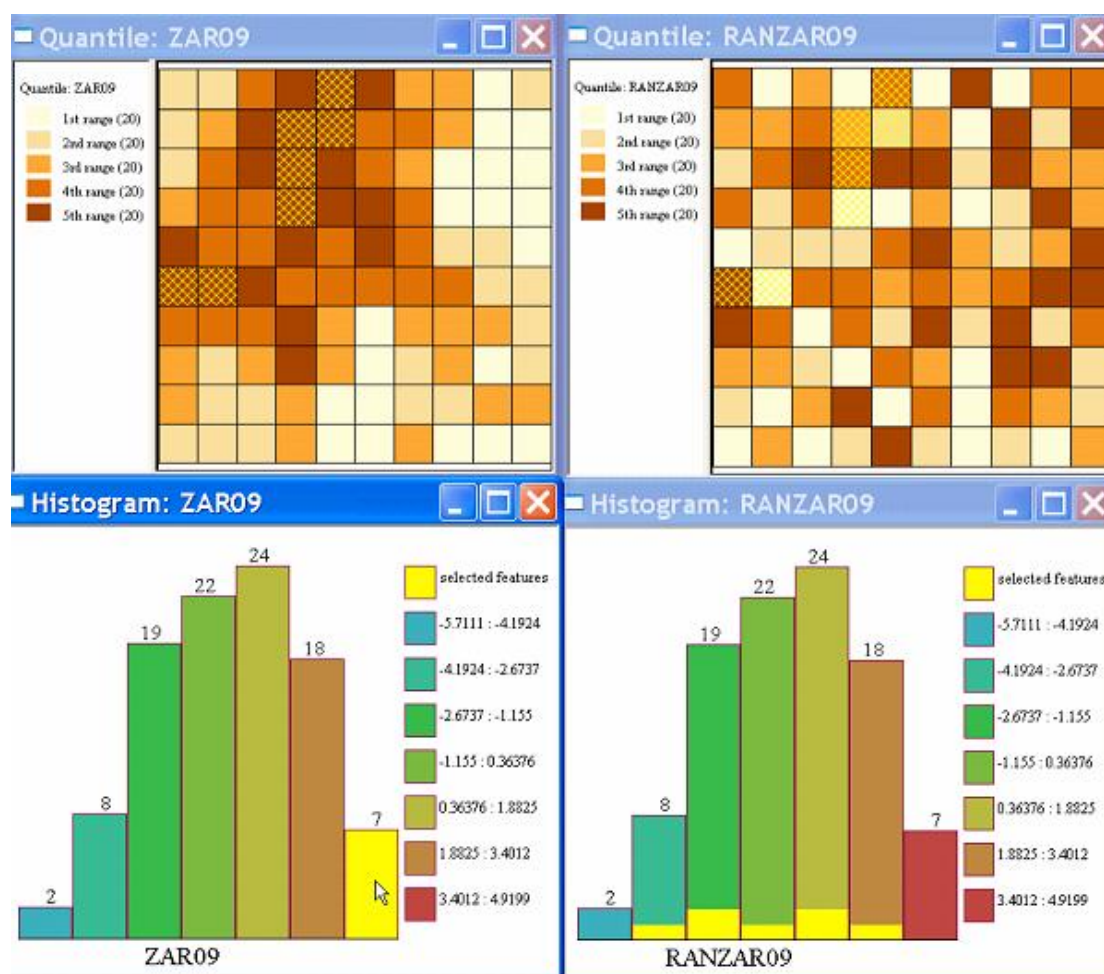 Quantile: ZAR09
Quantile: ZAR09
1st range (20)
2nd range (20)
3rd range (20)
4th range (20)
5th range (20)
Quantile: RANZAR09
Quantile: RANZAR09
1st range (20)
2nd range (20)
3rd range (20)
4th range (20)
5th range (20)
Histogram: ZAR09
2
8
19
22
24
18
7
selected features
-5.7111 : -4.1924
-4.1924 : -2.6737
-2.6737 : -1.155
-1.155 : 0.36376
0.36376 : 1.8825
1.8825 : 3.4012
3.4012 : 4.9199
ZAR09
Histogram: RANZAR09
2
8
19
22
24
18
7
selected features
-5.7111 : -4.1924
-4.1924 : -2.6737
-2.6737 : -1.155
-1.155 : 0.36376
0.36376 : 1.8825
1.8825 : 3.4012
3.4012 : 4.9199
RANZAR09